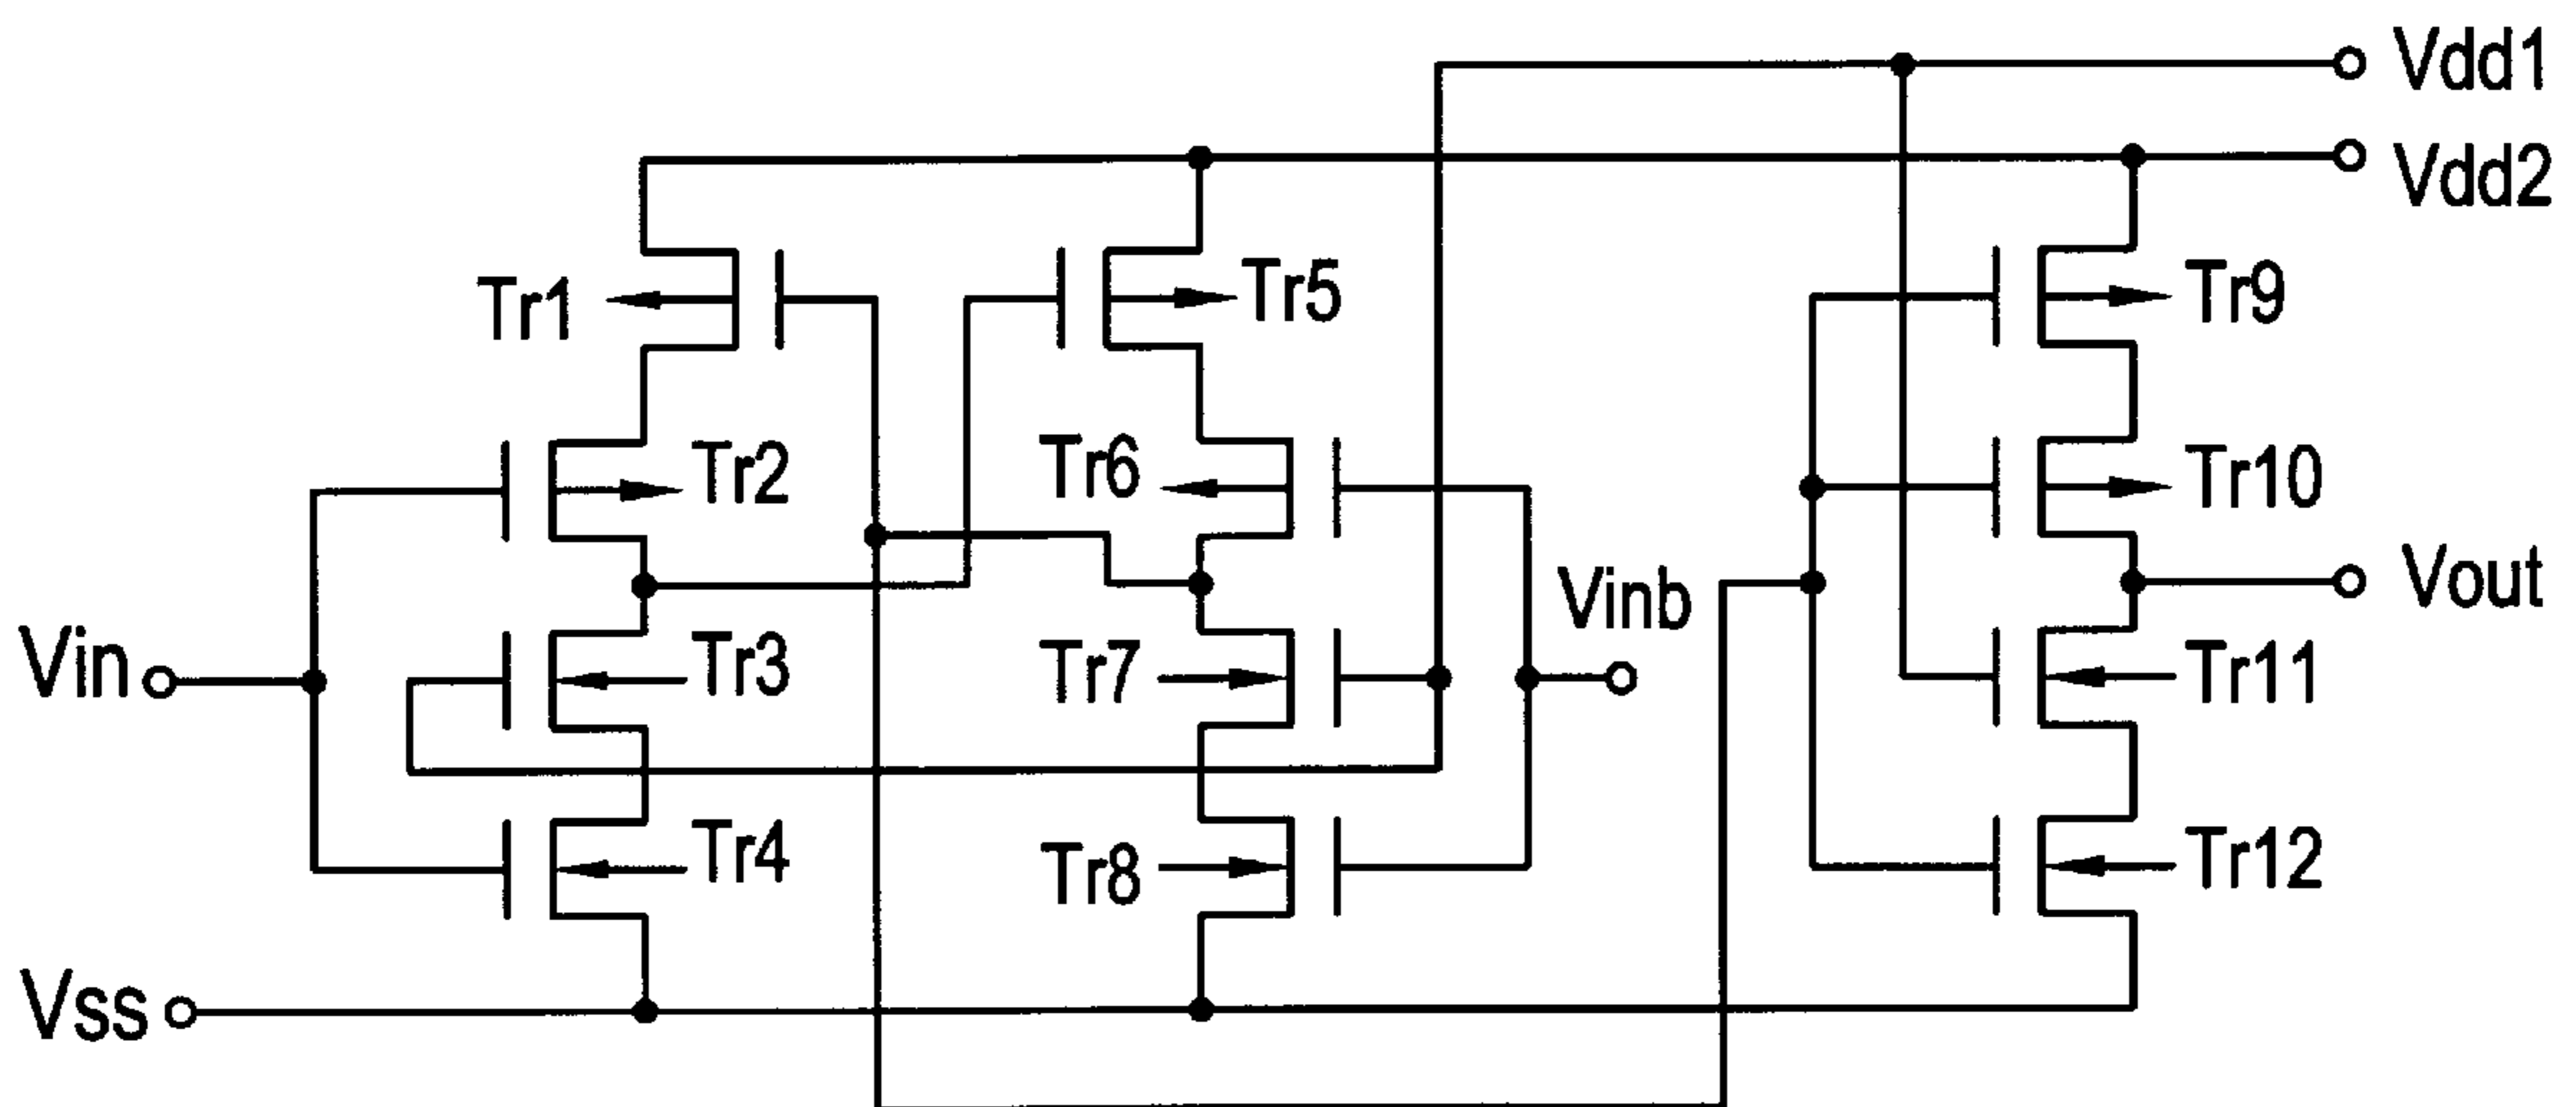 Vdd1
Vdd2
Tr1
Tr5
Tr9
Tr2
Tr6
Tr10
Vout
Vinb
Vin
Tr3
Tr7
Tr11
Tr4
Tr8
Tr12
Vss